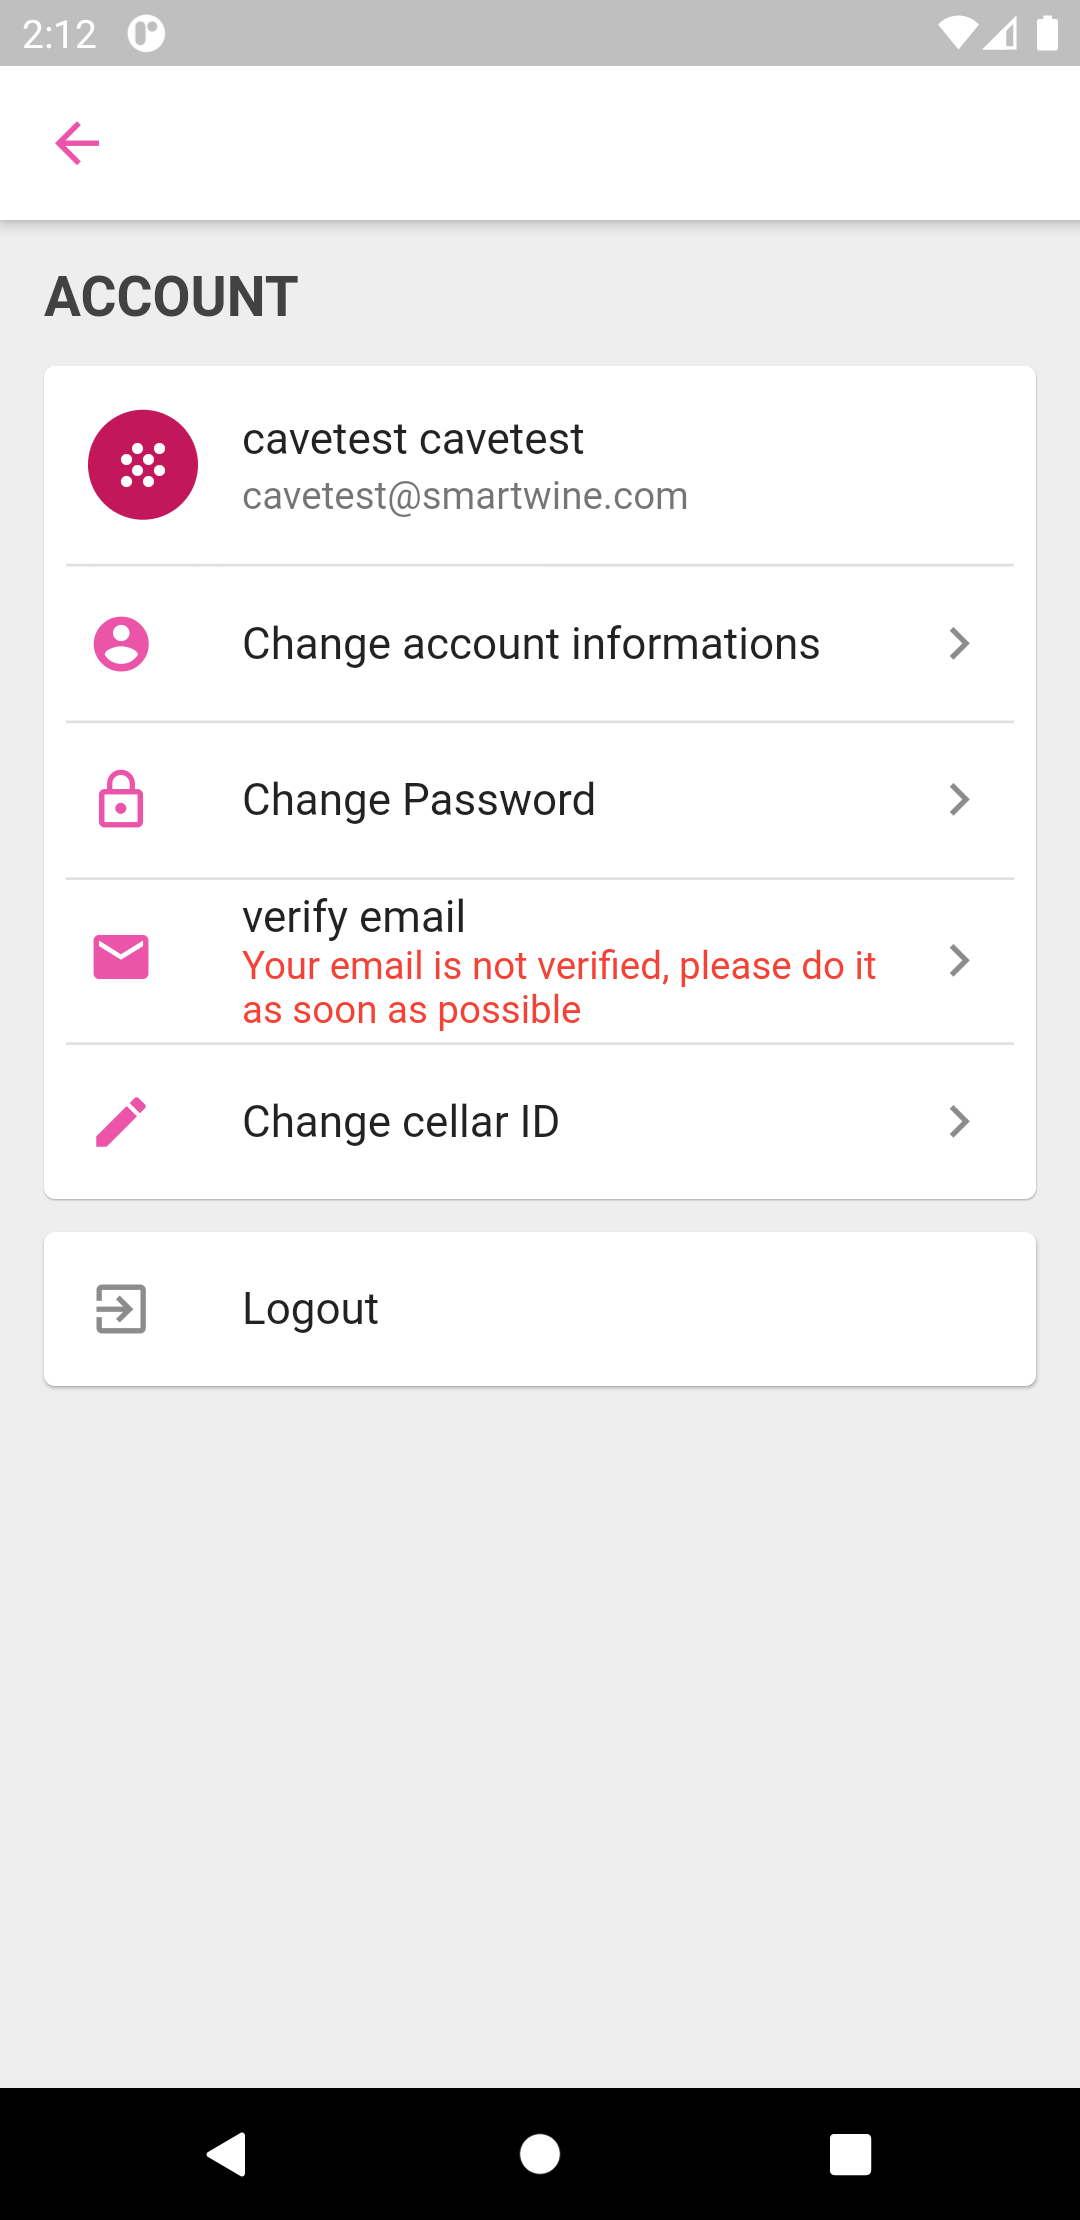 2:12
ACCOUNT
cavetest cavetest
cavetest@smartwine.com
Change account informations
Change Password
verify email
Your email is not verified, please do it
as soon as possible
Change cellar ID
Logout